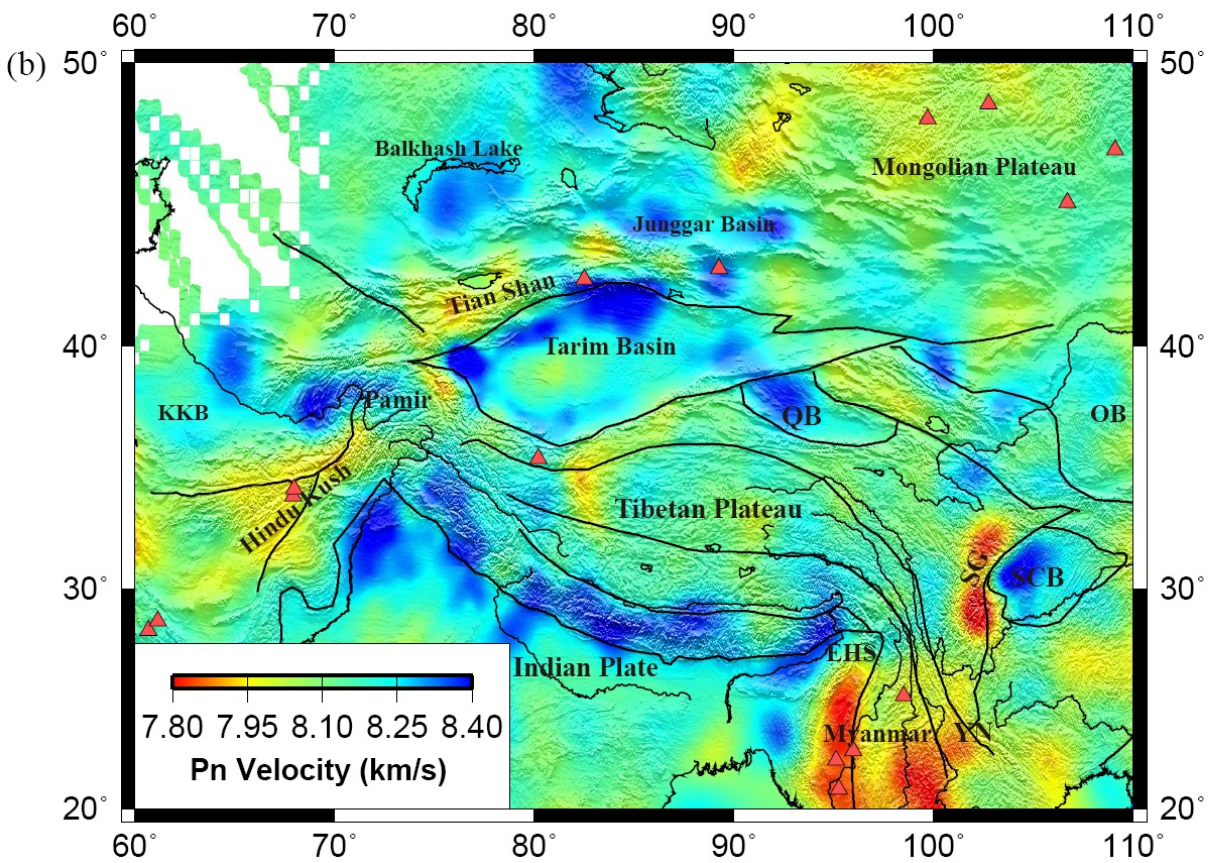 60° 70° 80° 90° 100° 110°
(b)
50° 50°
Balkhash Lake
Mongolian Plateau
Junggar Basin
Tian Shan
40° Tarim Basin 40°
KKB Pamir QB OB
Hindu Kush
Tibetan Plateau
SG
SCB
30° 30°
EHS
Indian Plate
7.80 7.95 8.10 8.25 8.40
Myanmar YN
Pn Velocity (km/s)
20° 20°
60° 70° 80° 90° 100° 110°